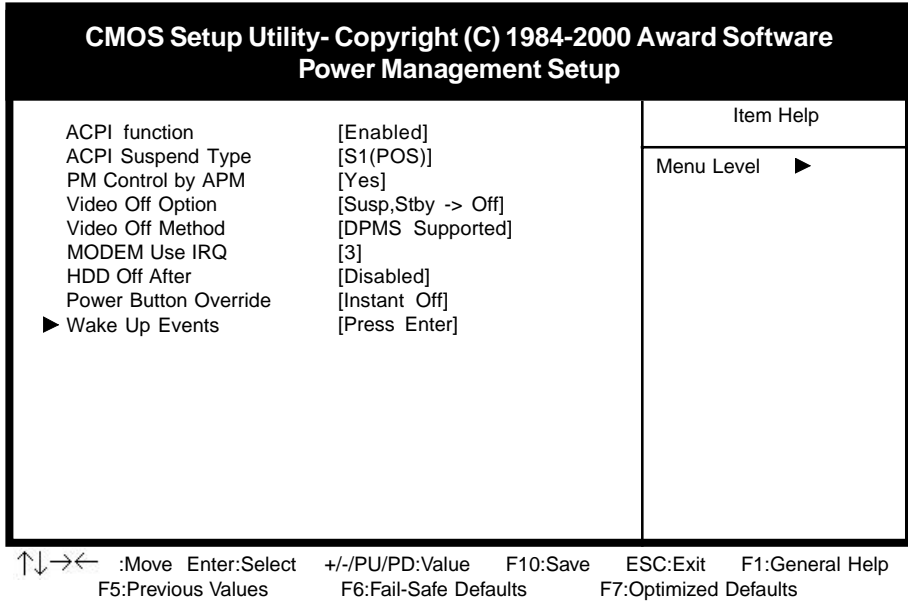 CMOS Setup Utility- Copyright (C) 1984-2000 Award Software
Power Management Setup
ACPI function [Enabled]
ACPI Suspend Type [S1(POS)]
PM Control by APM [Yes]
Video Off Option [Susp,Stby -> Off]
Video Off Method [DPMS Supported]
MODEM Use IRQ [3]
HDD Off After [Disabled]
Power Button Override [Instant Off]
▶ Wake Up Events [Press Enter]
Item Help
Menu Level ▶
↑↓→← :Move Enter:Select +/-/PU/PD:Value F10:Save ESC:Exit F1:General Help
F5:Previous Values F6:Fail-Safe Defaults F7:Optimized Defaults